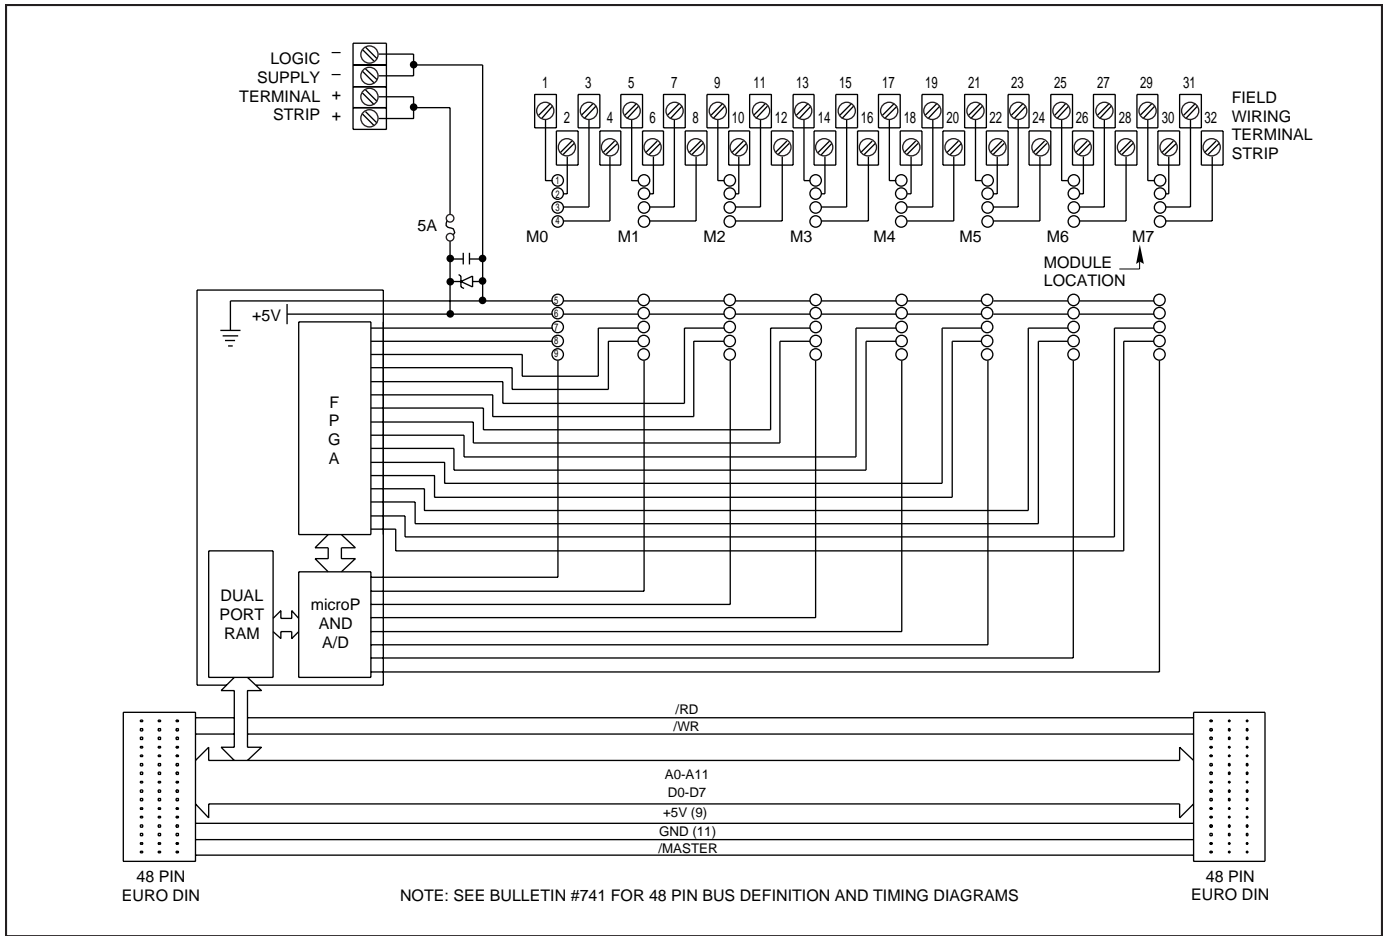 LOGIC −
SUPPLY −
TERMINAL +
STRIP +
1 3 5 7 9 11 13 15 17 19 21 23 25 27 29 31
2 4 6 8 10 12 14 16 18 20 22 24 26 28 30 32
FIELD
WIRING
TERMINAL
STRIP
1
2
3
4
5A
M0 M1 M2 M3 M4 M5 M6 M7
MODULE
LOCATION
+5V
5
6
7
8
9
F
P
G
A
DUAL
PORT
RAM
microP
AND
A/D
/RD
/WR
A0-A11
D0-D7
+5V (9)
GND (11)
/MASTER
48 PIN
EURO DIN
48 PIN
EURO DIN
NOTE: SEE BULLETIN #741 FOR 48 PIN BUS DEFINITION AND TIMING DIAGRAMS